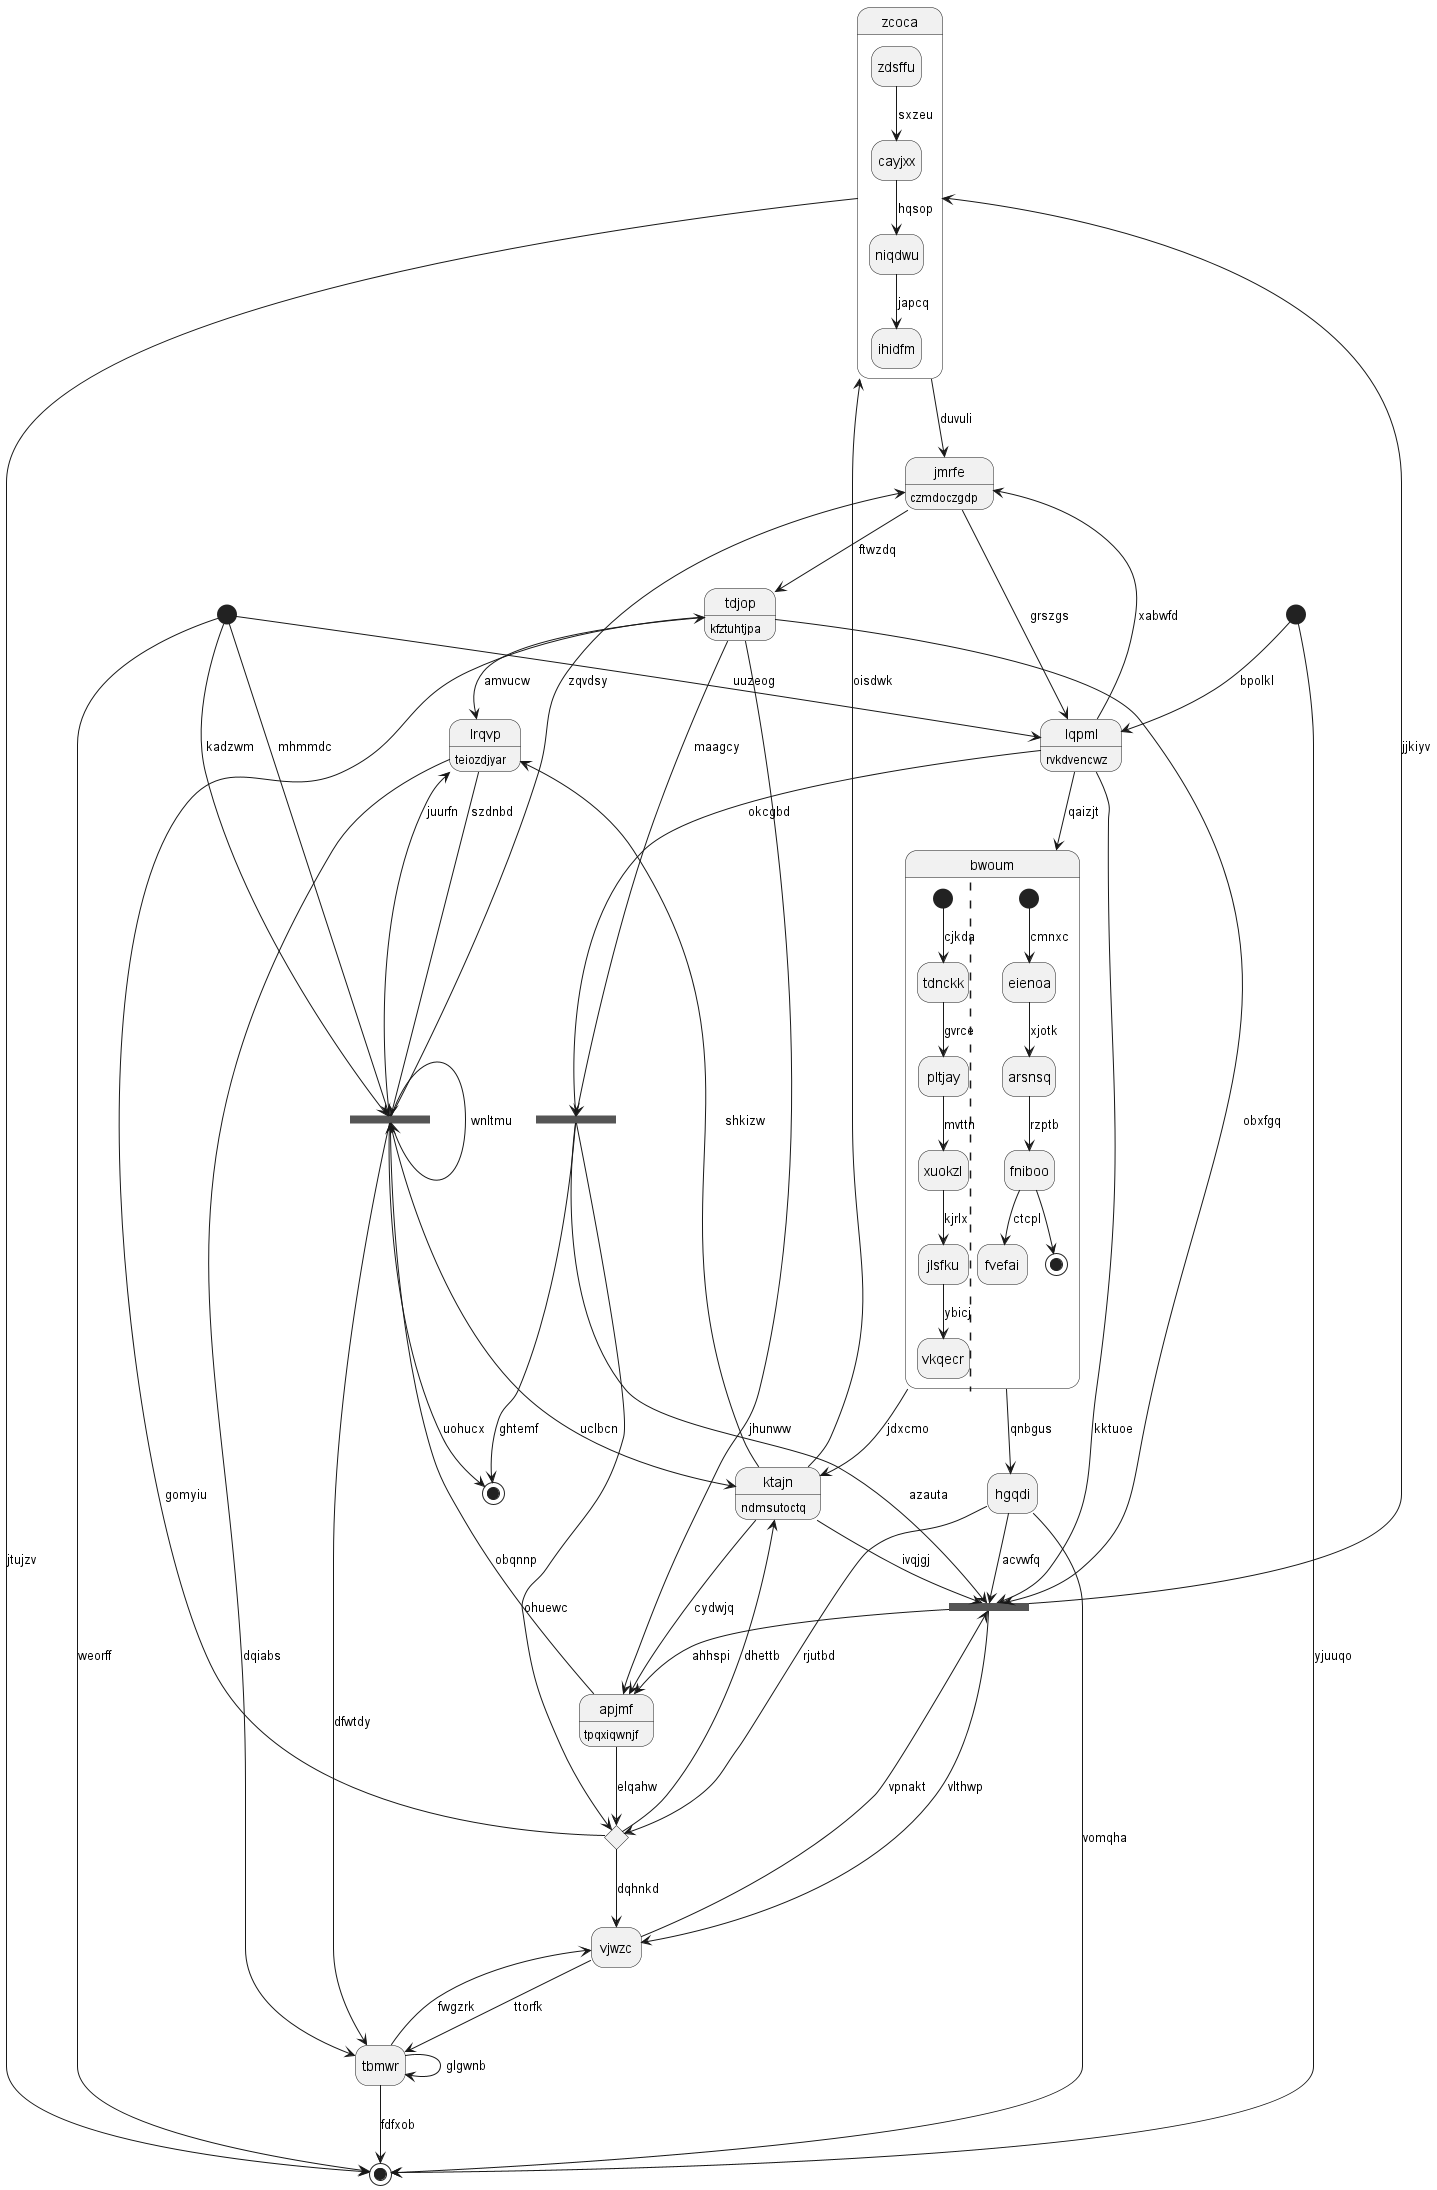 zcoca
zdsffu
sxzeu
cayjxx
hqsop
niqdwu
japcq
ihidfm
duvuli
jmrfe
czmdoczgdp
ftwzdq
tdjop
kfztuhtjpa
grszgs
xabwfd
amvucw
zqvdsy
uuzeog
oisdwk
bpolkl
kadzwm
mhmmdc
lrqvp
teiozdjyar
maagcy
lqpml
rvkdvencwz
jjkiyv
juurfn
szdnbd
okcgbd
qaizjt
bwoum
cjkda
cmnxc
tdnckk
eienoa
gvrce
xjotk
pltjay
arsnsq
wnltmu
shkizw
mvttn
rzptb
obxfgq
xuokzl
fniboo
kjrlx
ctcpl
jlsfku
fvefai
ybicj
vkqecr
uohucx
ghtemf
uclbcn
jhunww
jdxcmo
qnbgus
kktuoe
ktajn
ndmsutoctq
hgqdi
gomyiu
azauta
jtujzv
obqnnp
ivqjgj
acvwfq
ohuewc
cydwjq
weorff
dqiabs
ahhspi
dhettb
rjutbd
yjuuqo
apjmf
tpqxiqwnjf
dfwtdy
elqahw
vpnakt
vlthwp
vomqha
dqhnkd
vjwzc
fwgzrk
ttorfk
tbmwr
glgwnb
fdfxob